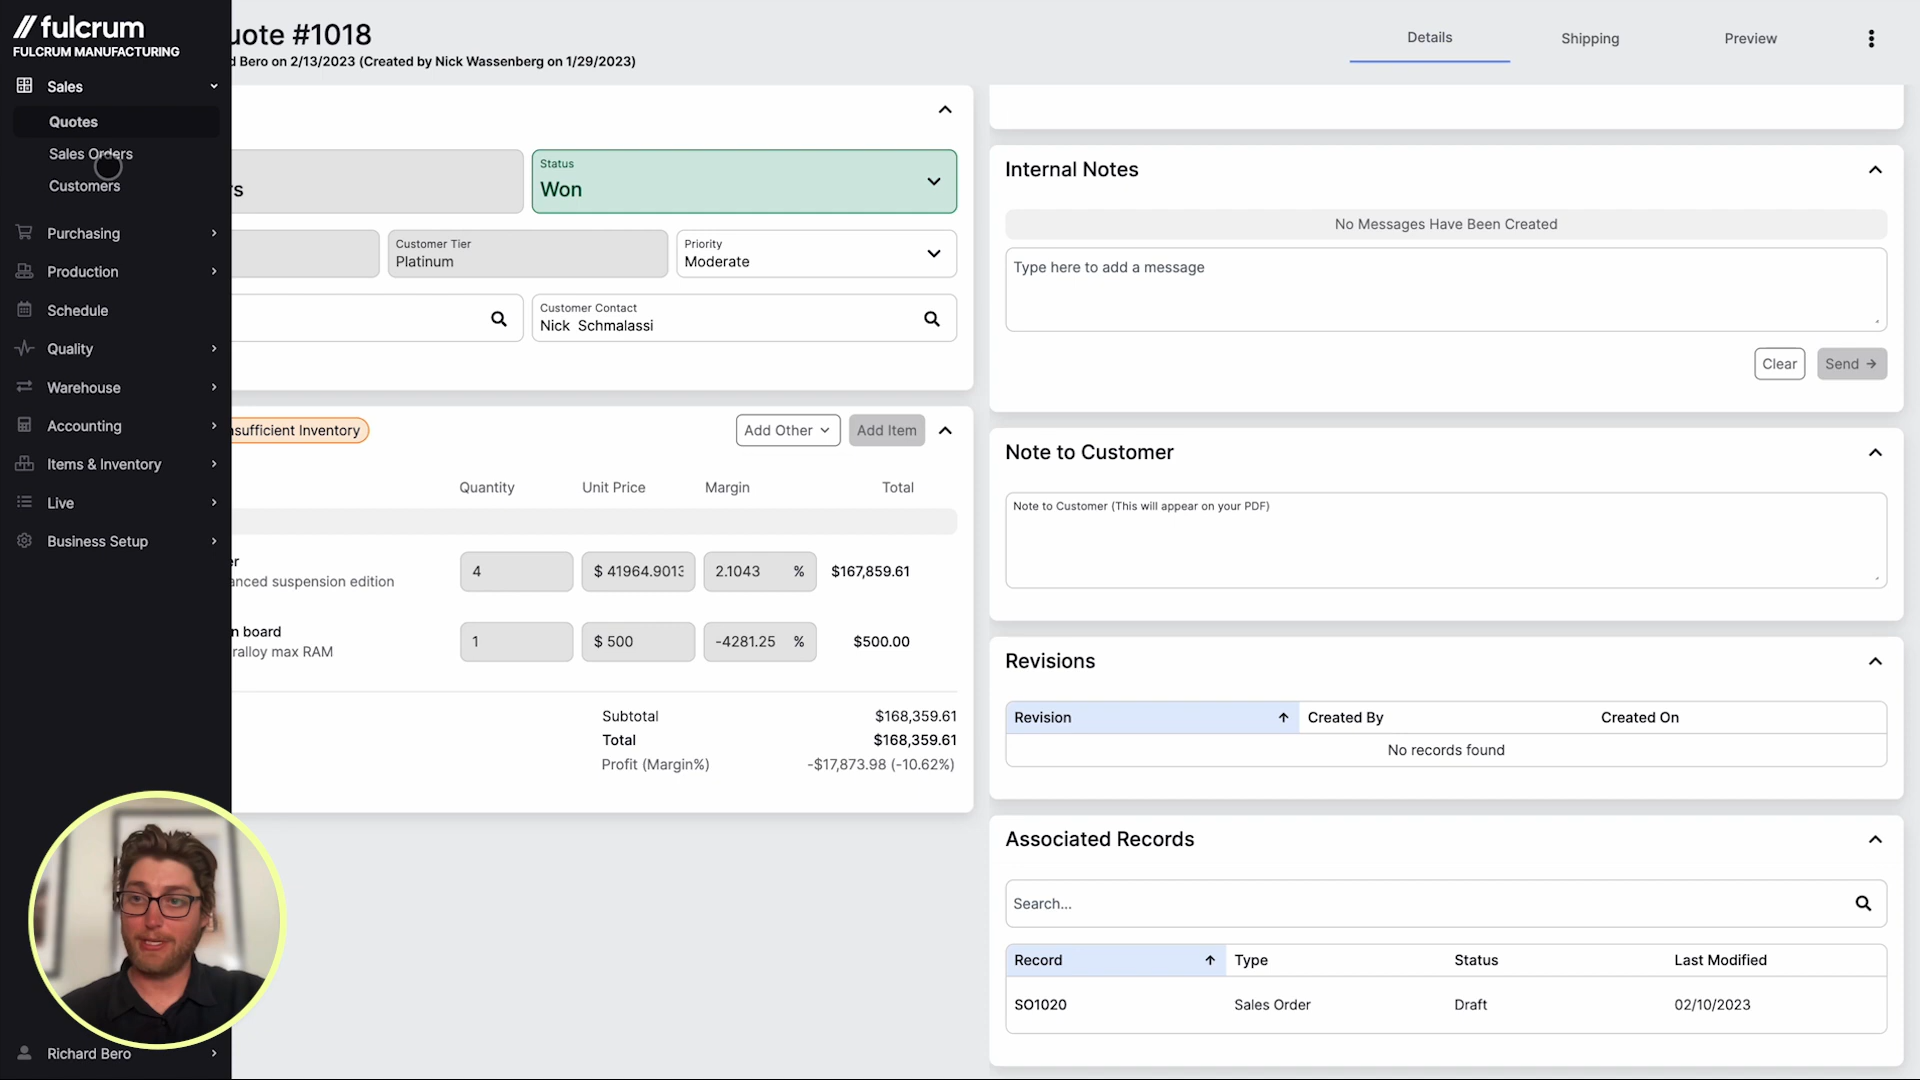 fulcrum
FULCRUM MANUFACTURING
Sales
Quotes
Sales Orders
Customers
Purchasing
Production
Schedule
Quality
Warehouse
Accounting
Items & Inventory
Live
Business Setup
Richard Bero
uote #1018
d Bero on 2/13/2023 (Created by Nick Wassenberg on 1/29/2023)
Details
Shipping
Preview
s
Status
Won
Customer Tier
Platinum
Priority
Moderate
Customer Contact
Nick Schmalassi
nsufficient Inventory
Add Other
Add Item
Quantity Unit Price Margin Total
er
anced suspension edition
4 $ 41964.9013 2.1043 % $167,859.61
n board
ralloy max RAM
1 $ 500 -4281.25 % $500.00
Subtotal $168,359.61
Total $168,359.61
Profit (Margin%) -$17,873.98 (-10.62%)
Internal Notes
No Messages Have Been Created
Type here to add a message
Clear
Send
Note to Customer
Note to Customer (This will appear on your PDF)
Revisions
Revision Created By Created On
No records found
Associated Records
Search...
Record Type Status Last Modified
SO1020 Sales Order Draft 02/10/2023